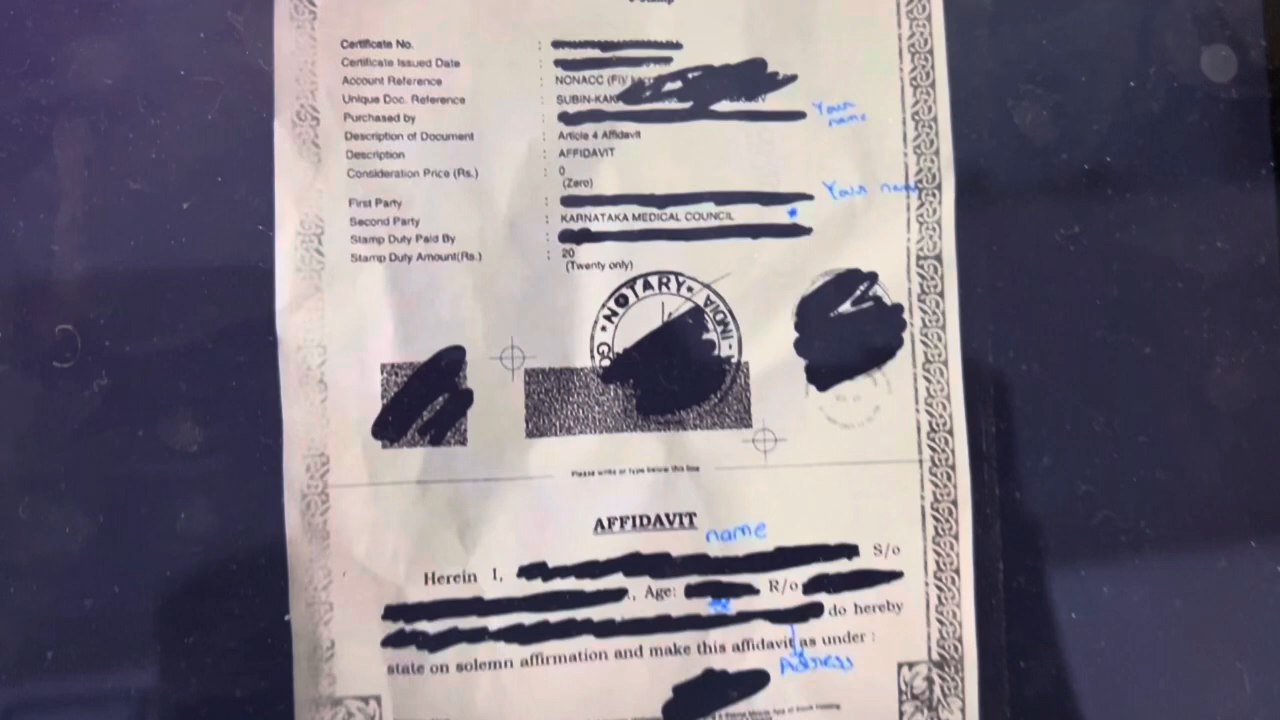 Certificate No. :
Certificate Issued Date :
Account Reference : NONACC (FI)/
Unique Doc. Reference : SUBIN-KAK
Purchased by : Your name
Description of Document : Article 4 Affidavit
Description : AFFIDAVIT
Consideration Price (Rs.) : 0
(Zero)
First Party : Your name
Second Party : KARNATAKA MEDICAL COUNCIL
Stamp Duty Paid By :
Stamp Duty Amount(Rs.) : 20
(Twenty only)
NOTARY INDIA
Please write or type below this line
AFFIDAVIT
name
Herein I, S/o
, Age: R/o
do hereby
state on solemn affirmation and make this affidavit as under :
Adress